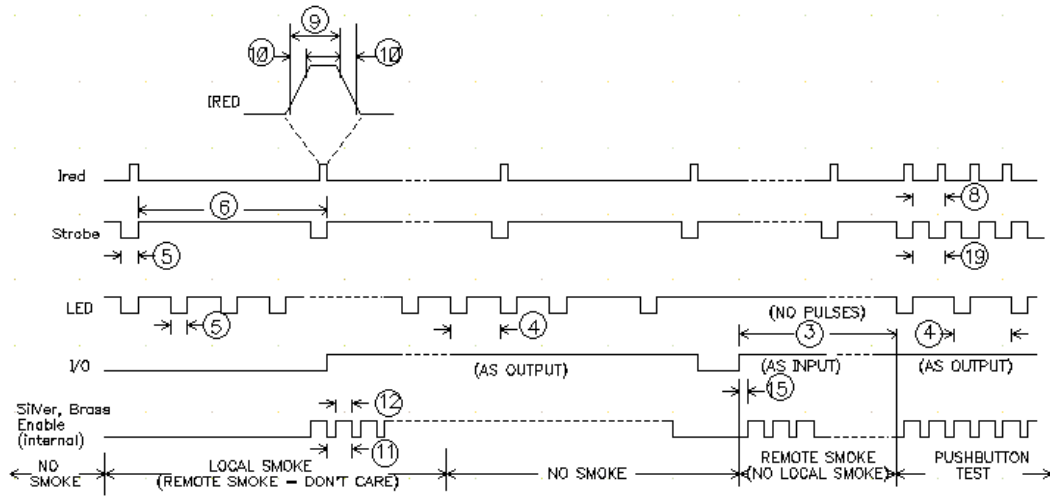 9
10
10
IRED
Ired
6
8
Strobe
5
19
LED
5
4
(NO PULSES)
3
4
I/O
(AS OUTPUT)
(AS INPUT)
(AS OUTPUT)
15
Silver, Brass
Enable
(internal)
12
11
NO
SMOKE
LOCAL SMOKE
(REMOTE SMOKE - DON'T CARE)
NO SMOKE
REMOTE SMOKE
(NO LOCAL SMOKE)
PUSHBUTTON
TEST